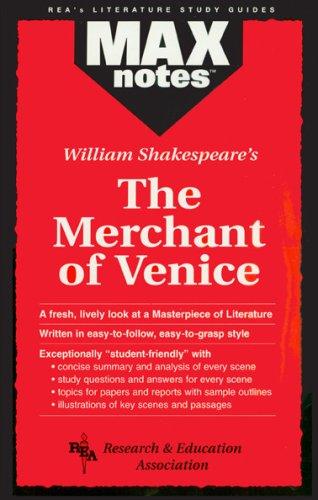 REA's LITERATURE STUDY GUIDES
MAX
notes™
William Shakespeare's
The
Merchant
of Venice
A fresh, lively look at a Masterpiece of Literature
Written in easy-to-follow, easy-to-grasp style
Exceptionally "student-friendly" with
• concise summary and analysis of every scene
• study questions and answers for every scene
• topics for papers and reports with sample outlines
• illustrations of key scenes and passages
REA
Research & Education
Association